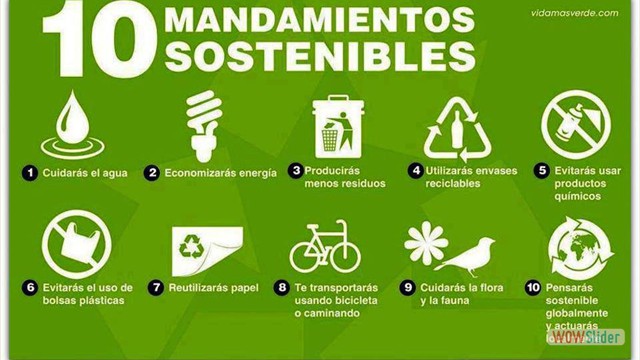 10 MANDAMIENTOS
SOSTENIBLES
vidamasverde.com
1 Cuidarás el agua
2 Economizarás energía
3 Producirás
menos residuos
4 Utilizarás envases
reciclables
5 Evitarás usar
productos
químicos
6 Evitarás el uso de
bolsas plásticas
7 Reutilizarás papel
8 Te transportarás
usando bicicleta
o caminando
9 Cuidarás la flora
y la fauna
10 Pensarás
sostenible
globalmente
y actuarás
WOWSlider